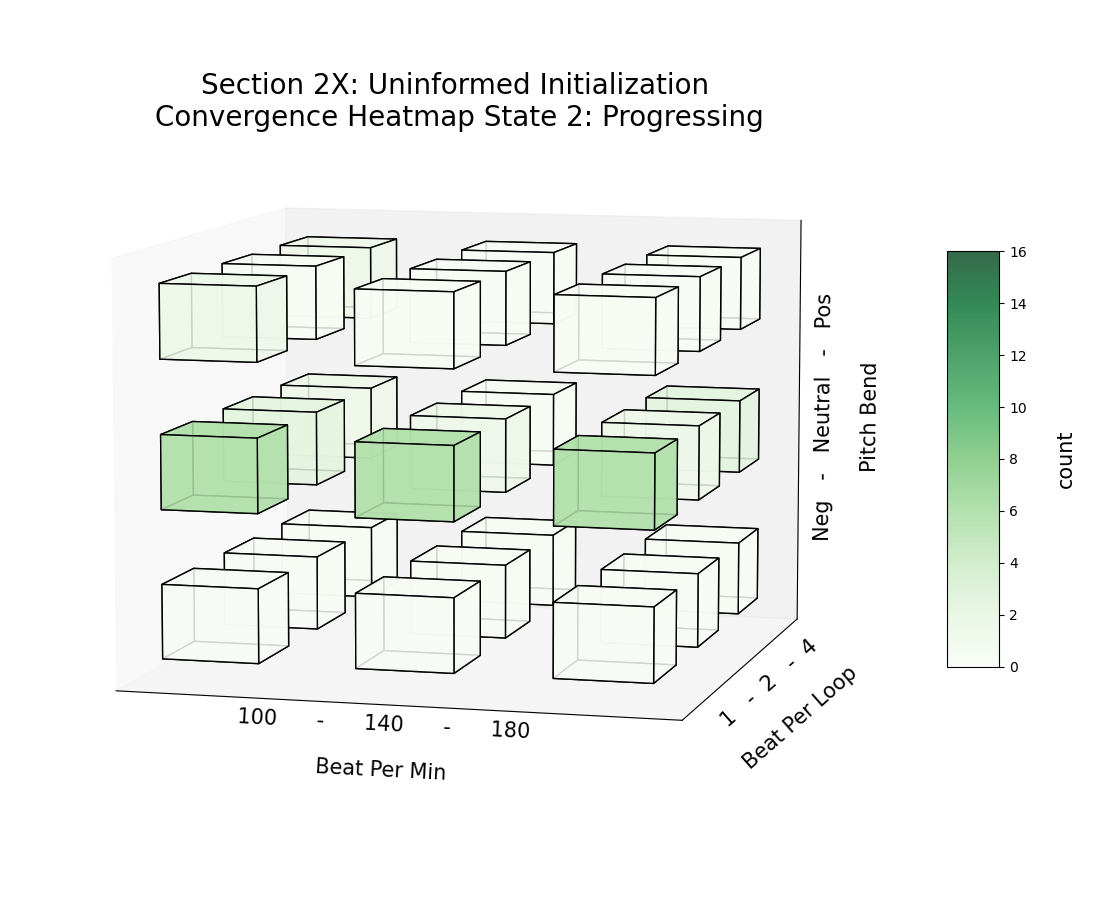 Section 2X: Uninformed Initialization
Convergence Heatmap State 2: Progressing
Neg - Neutral - Pos
Pitch Bend
1 - 2 - 4
Beat Per Loop
100 - 140 - 180
Beat Per Min
16
14
12
10
8
6
4
2
0
count